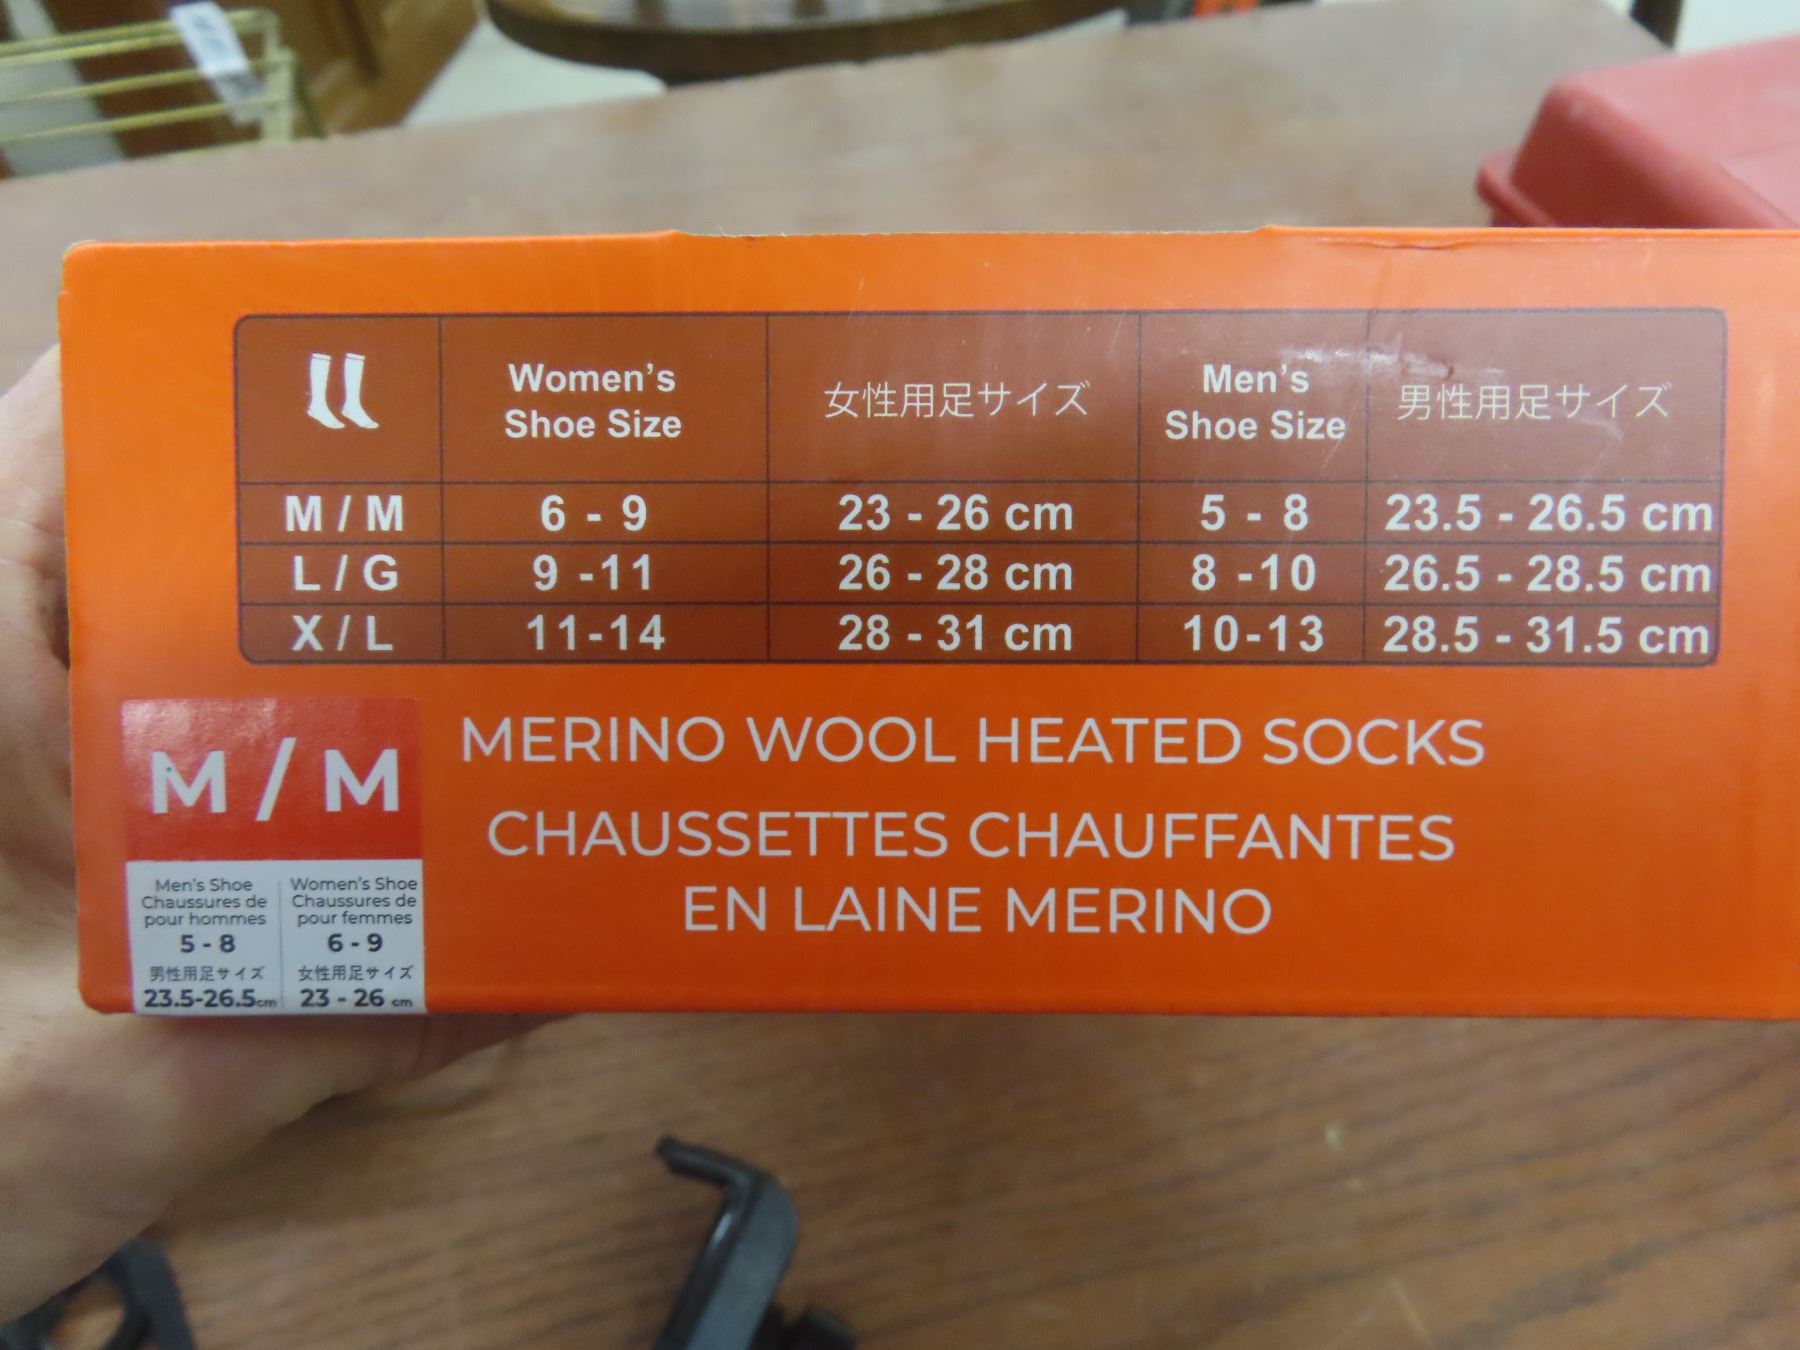 Women's Shoe Size 女性用足サイズ Men's Shoe Size 男性用足サイズ
M / M 6 - 9 23 - 26 cm 5 - 8 23.5 - 26.5 cm
L / G 9 -11 26 - 28 cm 8 -10 26.5 - 28.5 cm
X / L 11-14 28 - 31 cm 10-13 28.5 - 31.5 cm
M / M
Men's Shoe
Chaussures de
pour hommes
5 - 8
男性用足サイズ
23.5-26.5cm
Women's Shoe
Chaussures de
pour femmes
6 - 9
女性用足サイズ
23 - 26 cm
MERINO WOOL HEATED SOCKS
CHAUSSETTES CHAUFFANTES
EN LAINE MERINO